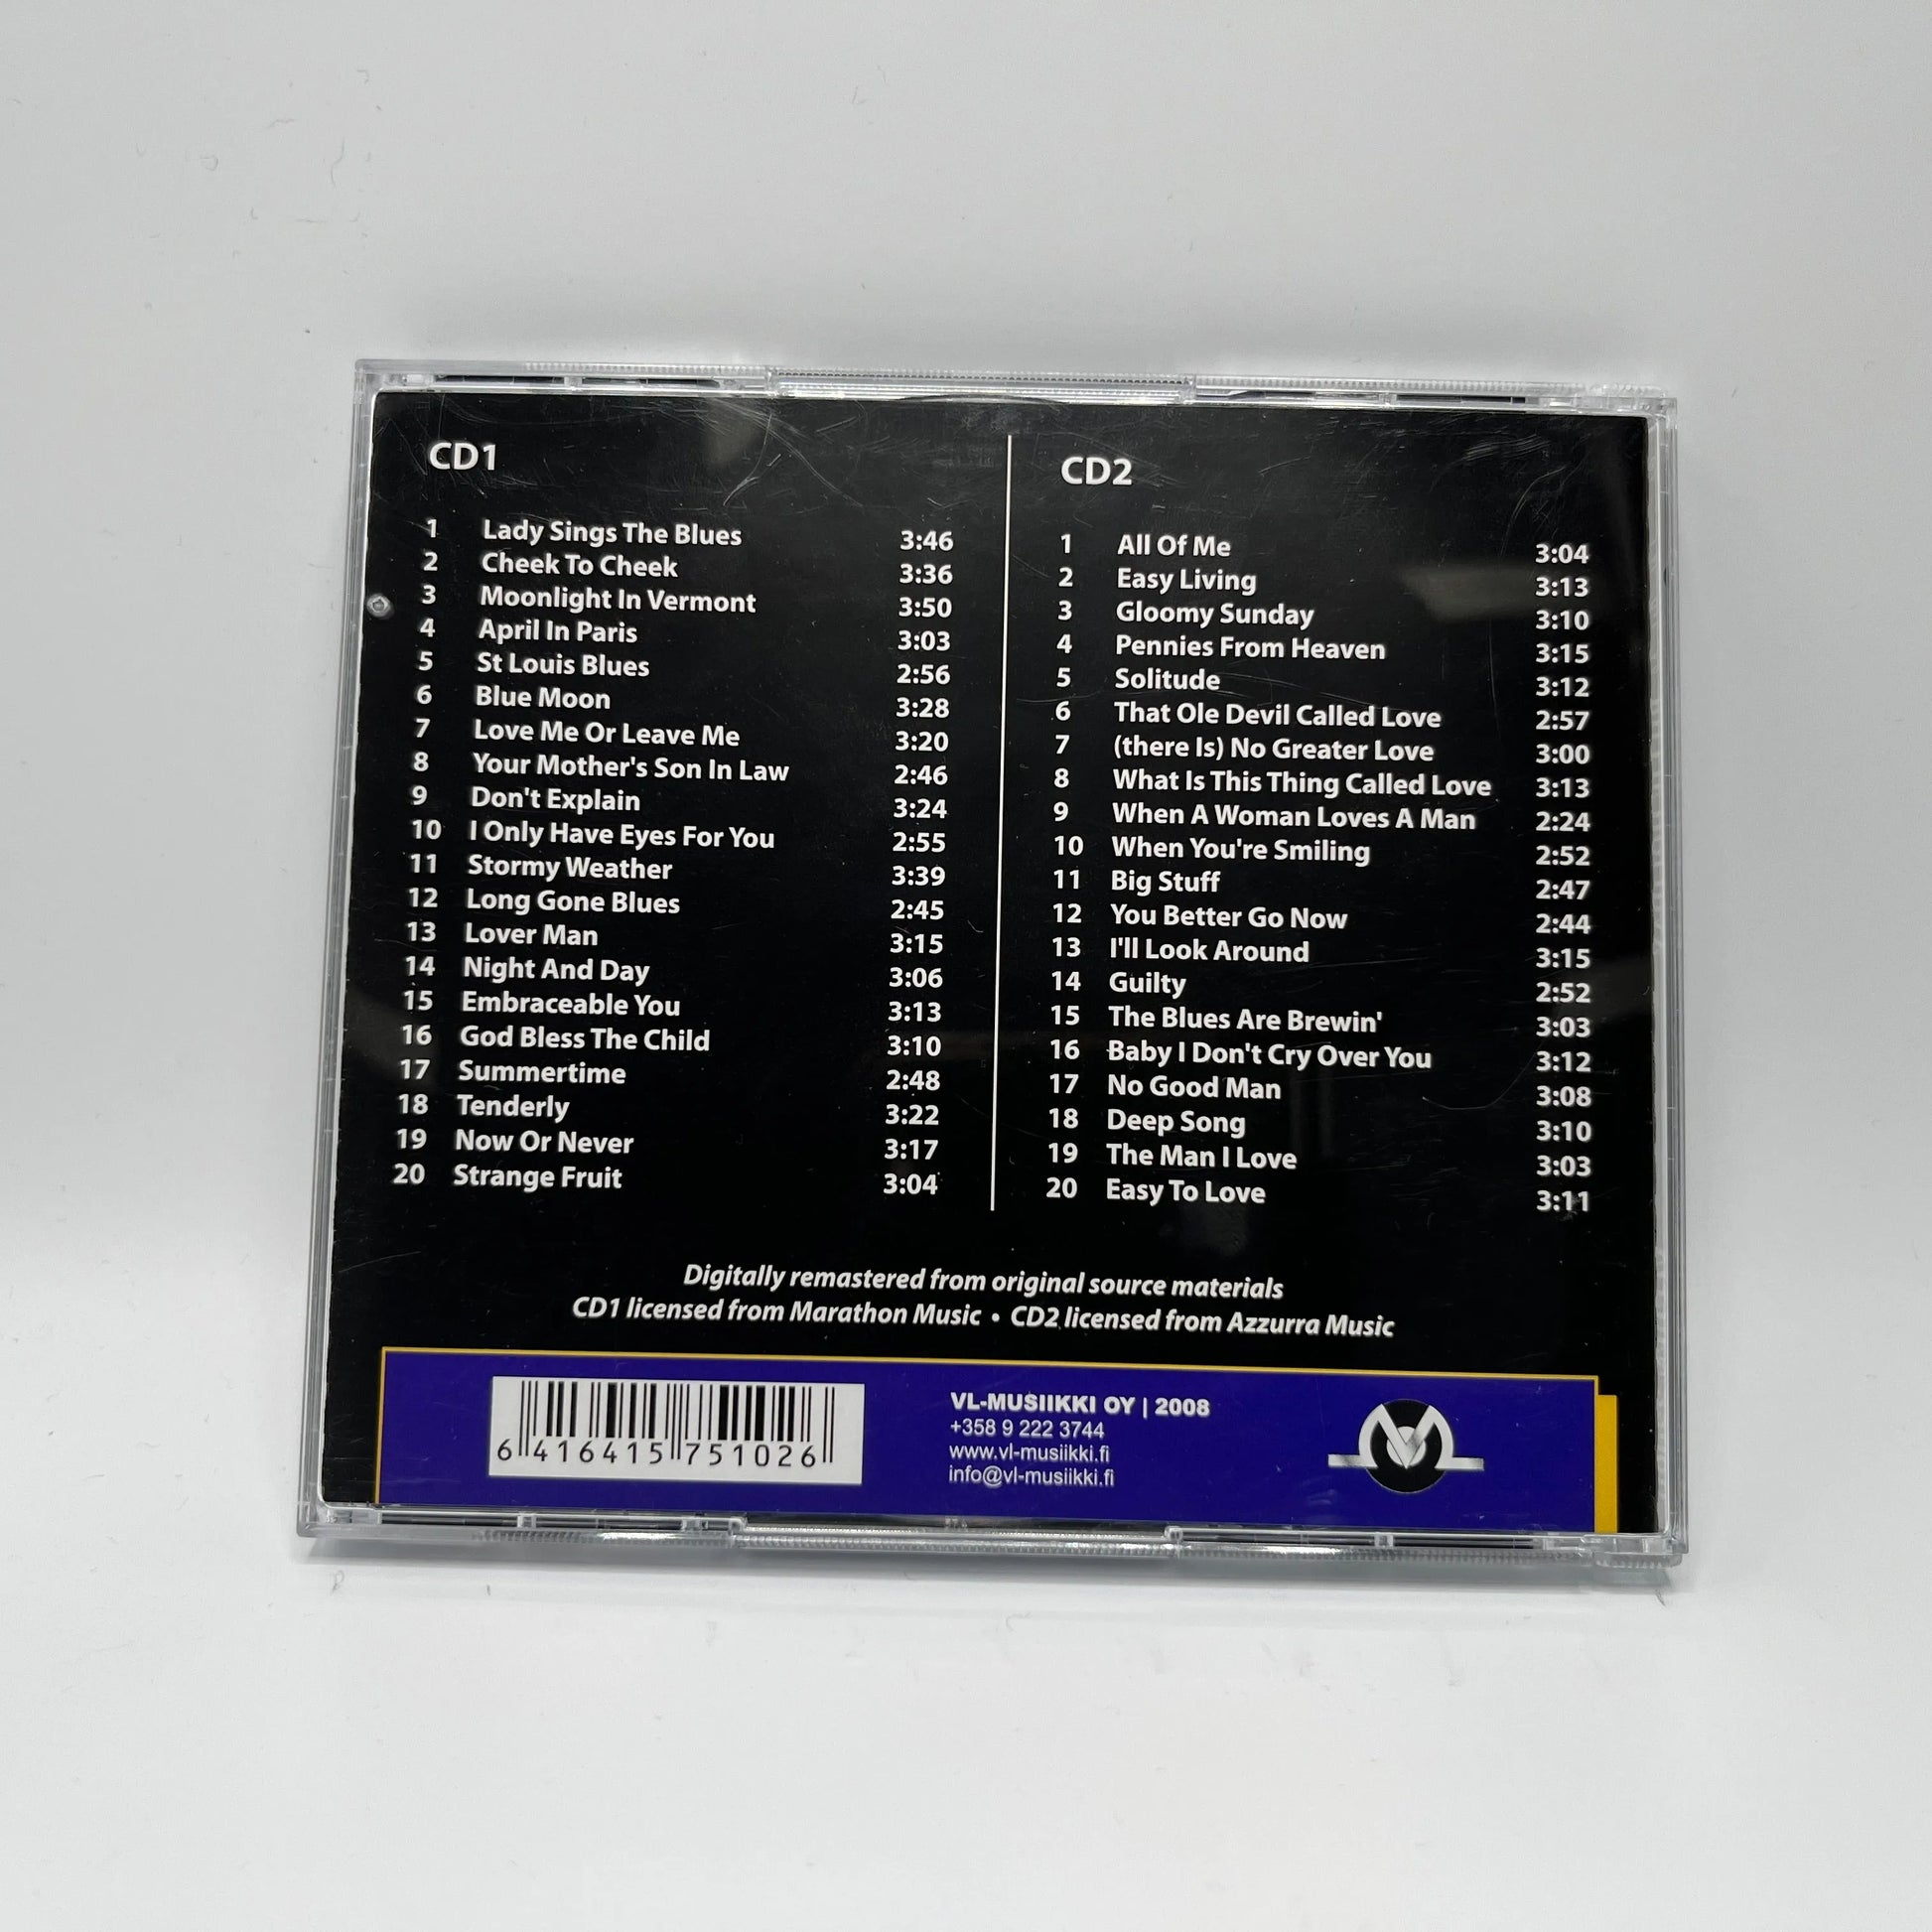 CD1
1 Lady Sings The Blues 3:46
2 Cheek To Cheek 3:36
3 Moonlight In Vermont 3:50
4 April In Paris 3:03
5 St Louis Blues 2:56
6 Blue Moon 3:28
7 Love Me Or Leave Me 3:20
8 Your Mother's Son In Law 2:46
9 Don't Explain 3:24
10 I Only Have Eyes For You 2:55
11 Stormy Weather 3:39
12 Long Gone Blues 2:45
13 Lover Man 3:15
14 Night And Day 3:06
15 Embraceable You 3:13
16 God Bless The Child 3:10
17 Summertime 2:48
18 Tenderly 3:22
19 Now Or Never 3:17
20 Strange Fruit 3:04
CD2
1 All Of Me 3:04
2 Easy Living 3:13
3 Gloomy Sunday 3:10
4 Pennies From Heaven 3:15
5 Solitude 3:12
6 That Ole Devil Called Love 2:57
7 (there Is) No Greater Love 3:00
8 What Is This Thing Called Love 3:13
9 When A Woman Loves A Man 2:24
10 When You're Smiling 2:52
11 Big Stuff 2:47
12 You Better Go Now 2:44
13 I'll Look Around 3:15
14 Guilty 2:52
15 The Blues Are Brewin' 3:03
16 Baby I Don't Cry Over You 3:12
17 No Good Man 3:08
18 Deep Song 3:10
19 The Man I Love 3:03
20 Easy To Love 3:11
Digitally remastered from original source materials
CD1 licensed from Marathon Music • CD2 licensed from Azzurra Music
6 416415 751026
VL-MUSIIKKI OY | 2008
+358 9 222 3744
www.vl-musiikki.fi
info@vl-musiikki.fi